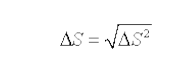 ΔS = √ΔS²